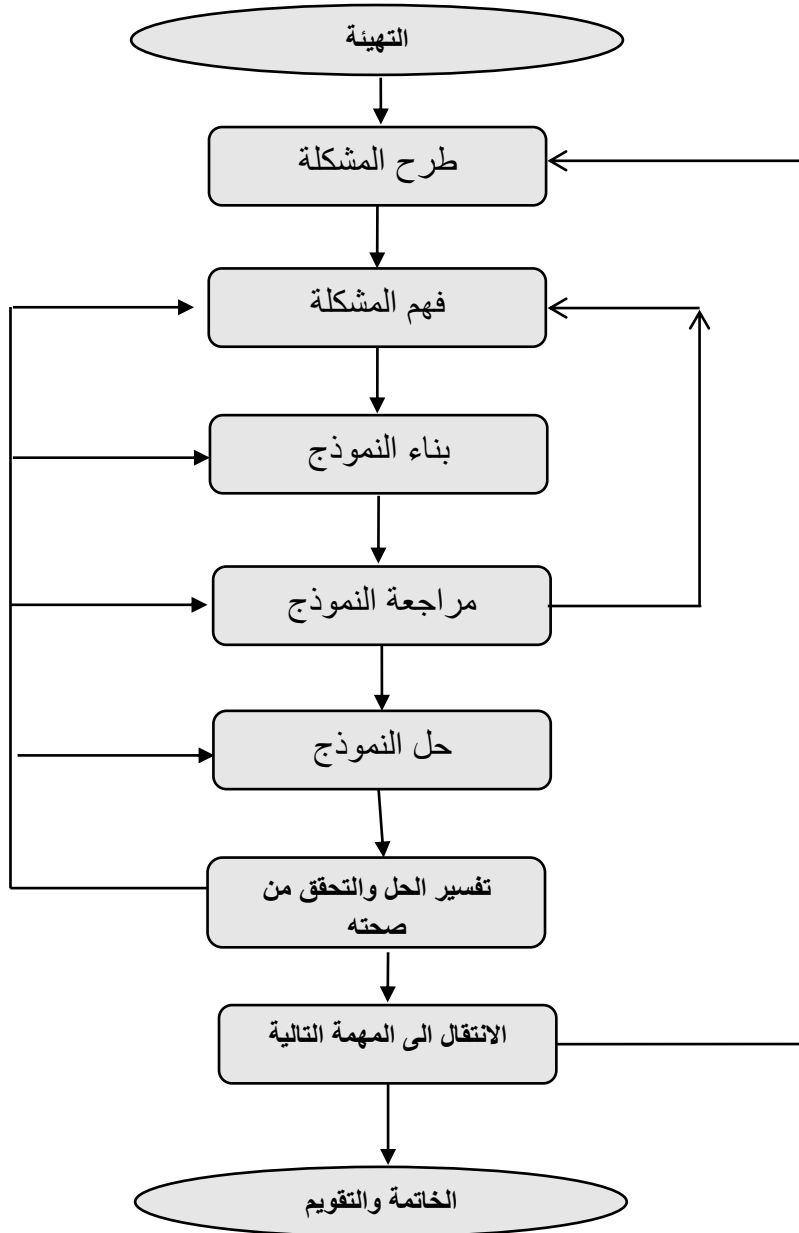 التهيئة
طرح المشكلة
فهم المشكلة
بناء النموذج
مراجعة النموذج
حل النموذج
تفسير الحل والتحقق من
صحته
الانتقال الى المهمة التالية
الخاتمة والتقويم